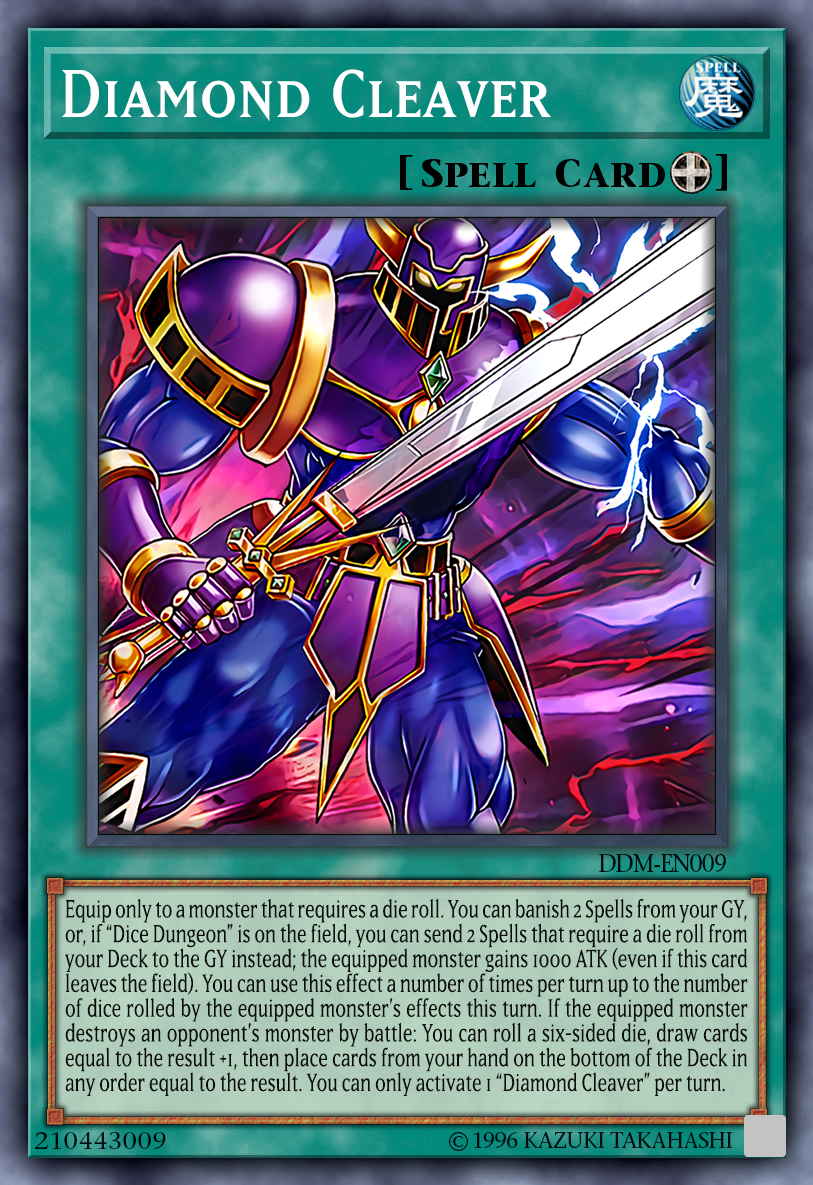 DIAMOND CLEAVER
SPELL
魔
[SPELL CARD]
DDM-EN009
Equip only to a monster that requires a die roll. You can banish 2 Spells from your GY,
or, if “Dice Dungeon” is on the field, you can send 2 Spells that require a die roll from
your Deck to the GY instead; the equipped monster gains 1000 ATK (even if this card
leaves the field). You can use this effect a number of times per turn up to the number
of dice rolled by the equipped monster’s effects this turn. If the equipped monster
destroys an opponent’s monster by battle: You can roll a six-sided die, draw cards
equal to the result +1, then place cards from your hand on the bottom of the Deck in
any order equal to the result. You can only activate 1 “Diamond Cleaver” per turn.
210443009
© 1996 KAZUKI TAKAHASHI